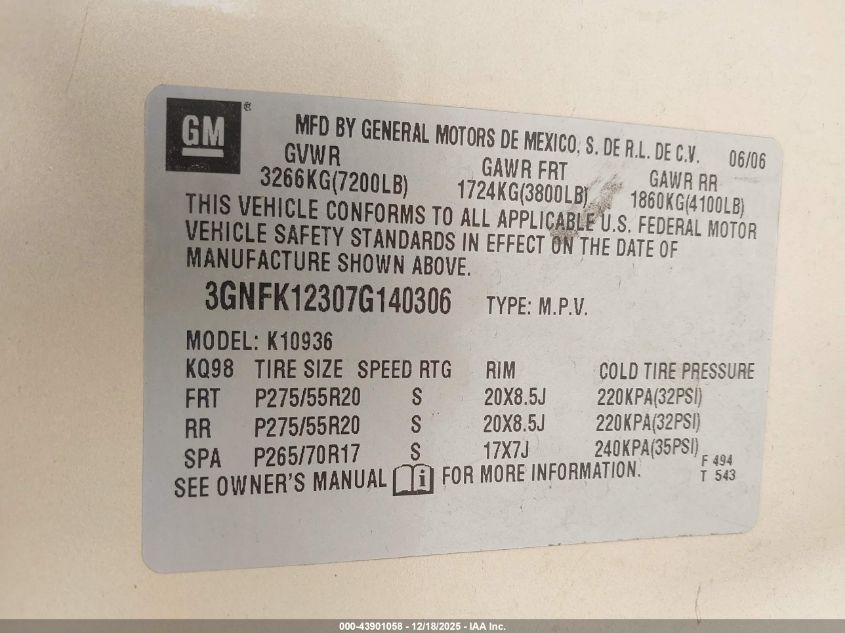 GM®
MFD BY GENERAL MOTORS DE MEXICO, S. DE R.L. DE C.V. 06/06
GVWR GAWR FRT GAWR RR
3266KG(7200LB) 1724KG(3800LB) 1860KG(4100LB)
THIS VEHICLE CONFORMS TO ALL APPLICABLE U.S. FEDERAL MOTOR
VEHICLE SAFETY STANDARDS IN EFFECT ON THE DATE OF
MANUFACTURE SHOWN ABOVE.
3GNFK12307G140306 TYPE: M.P.V.
MODEL: K10936
KQ98 TIRE SIZE SPEED RTG RIM COLD TIRE PRESSURE
FRT P275/55R20 S 20X8.5J 220KPA(32PSI)
RR P275/55R20 S 20X8.5J 220KPA(32PSI)
SPA P265/70R17 S 17X7J 240KPA(35PSI)
F 494
T 543
SEE OWNER'S MANUAL i FOR MORE INFORMATION.
000-43901058 - 12/18/2025 - IAA Inc.